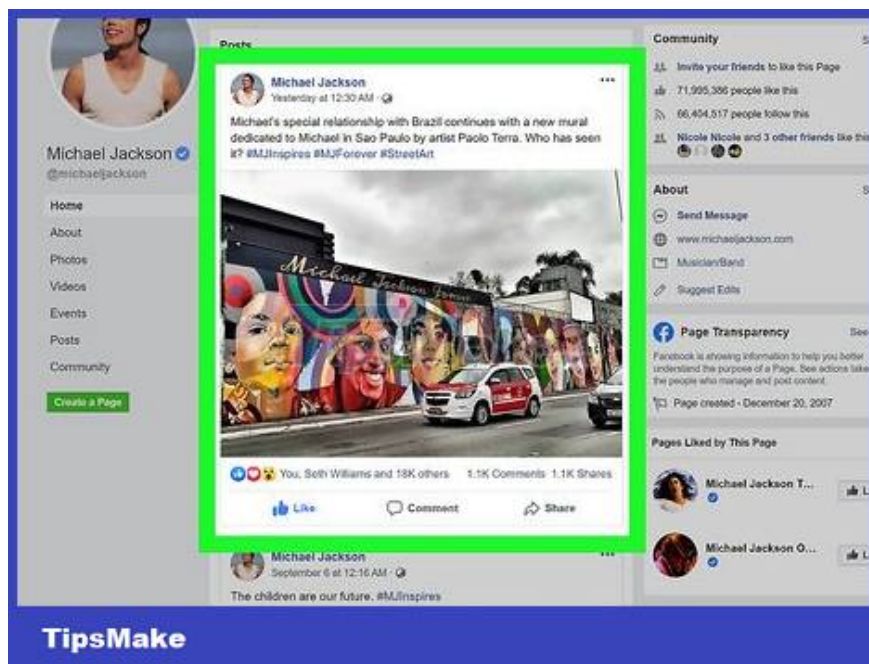 Michael Jackson
@michaeljackson
Home
About
Photos
Videos
Events
Posts
Community
Create a Page
Posts
Michael Jackson
Yesterday at 12:30 AM ·
Michael's special relationship with Brazil continues with a new mural
dedicated to Michael in Sao Paulo by artist Paolo Terra. Who has seen
it? #MJInspires #MJForever #StreetArt
Michael Jackson
You, Seth Williams and 18K others 1.1K Comments 1.1K Shares
Like Comment Share
Michael Jackson
September 6 at 12:16 AM ·
The children are our future. #MJInspires
Community
Invite your friends to like this Page
71,995,386 people like this
66,404,517 people follow this
Nicole Nicole and 3 other friends like this
About
Send Message
www.michaeljackson.com
Musician/Band
Suggest Edits
Page Transparency See
Facebook is showing information to help you better
understand the purpose of a Page. See actions take
the people who manage and post content.
Page created - December 20, 2007
Pages Liked by This Page
Michael Jackson T...
Michael Jackson O...
TipsMake